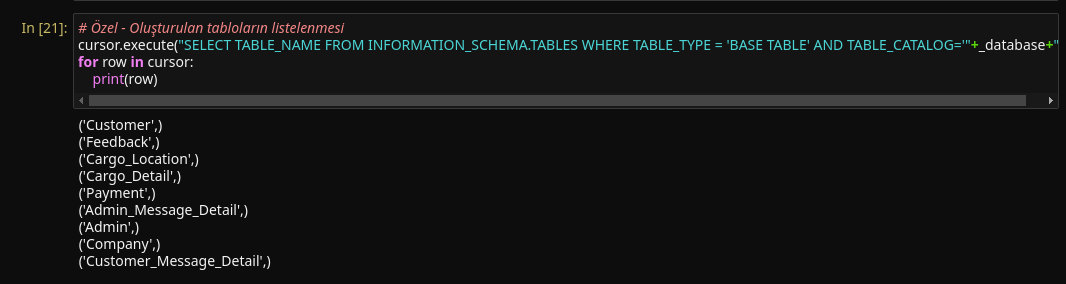 In [21]:
# Özel - Oluşturulan tabloların listelenmesi
cursor.execute("SELECT TABLE_NAME FROM INFORMATION_SCHEMA.TABLES WHERE TABLE_TYPE = 'BASE TABLE' AND TABLE_CATALOG='"+_database+"
for row in cursor:
    print(row)
('Customer',)
('Feedback',)
('Cargo_Location',)
('Cargo_Detail',)
('Payment',)
('Admin_Message_Detail',)
('Admin',)
('Company',)
('Customer_Message_Detail',)